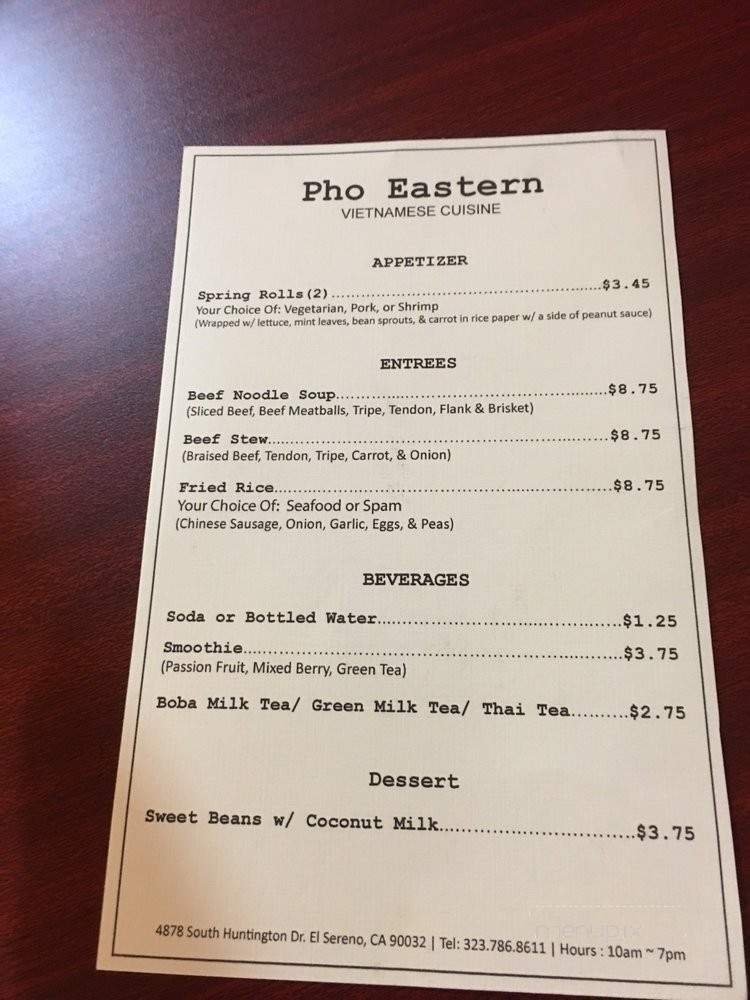 Pho Eastern
VIETNAMESE CUISINE
APPETIZER
Spring Rolls(2)...............................................................$3.45
Your Choice Of: Vegetarian, Pork, or Shrimp
(Wrapped w/ lettuce, mint leaves, bean sprouts, & carrot in rice paper w/ a side of peanut sauce)
ENTREES
Beef Noodle Soup...............................................................$8.75
(Sliced Beef, Beef Meatballs, Tripe, Tendon, Flank & Brisket)
Beef Stew...............................................................$8.75
(Braised Beef, Tendon, Tripe, Carrot, & Onion)
Fried Rice...............................................................$8.75
Your Choice Of: Seafood or Spam
(Chinese Sausage, Onion, Garlic, Eggs, & Peas)
BEVERAGES
Soda or Bottled Water.............................................$1.25
Smoothie...............................................................$3.75
(Passion Fruit, Mixed Berry, Green Tea)
Boba Milk Tea/ Green Milk Tea/ Thai Tea..........$2.75
Dessert
Sweet Beans w/ Coconut Milk.................................$3.75
4878 South Huntington Dr. El Sereno, CA 90032 | Tel: 323.786.8611 | Hours : 10am ~ 7pm